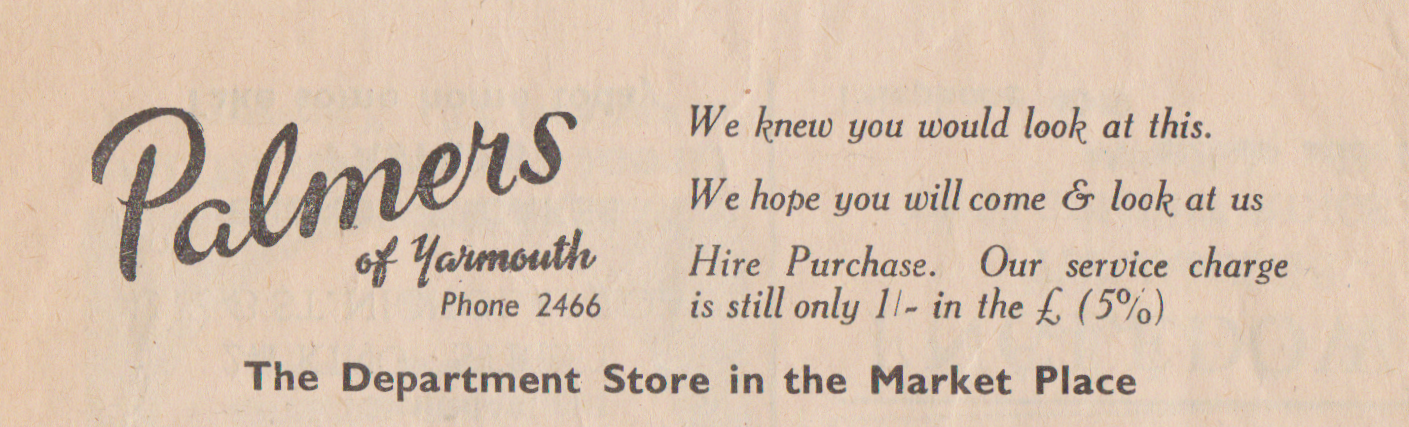 Palmers
of Yarmouth
Phone 2466
We knew you would look at this.
We hope you will come & look at us
Hire Purchase. Our service charge
is still only 1/- in the £ (5%)
The Department Store in the Market Place